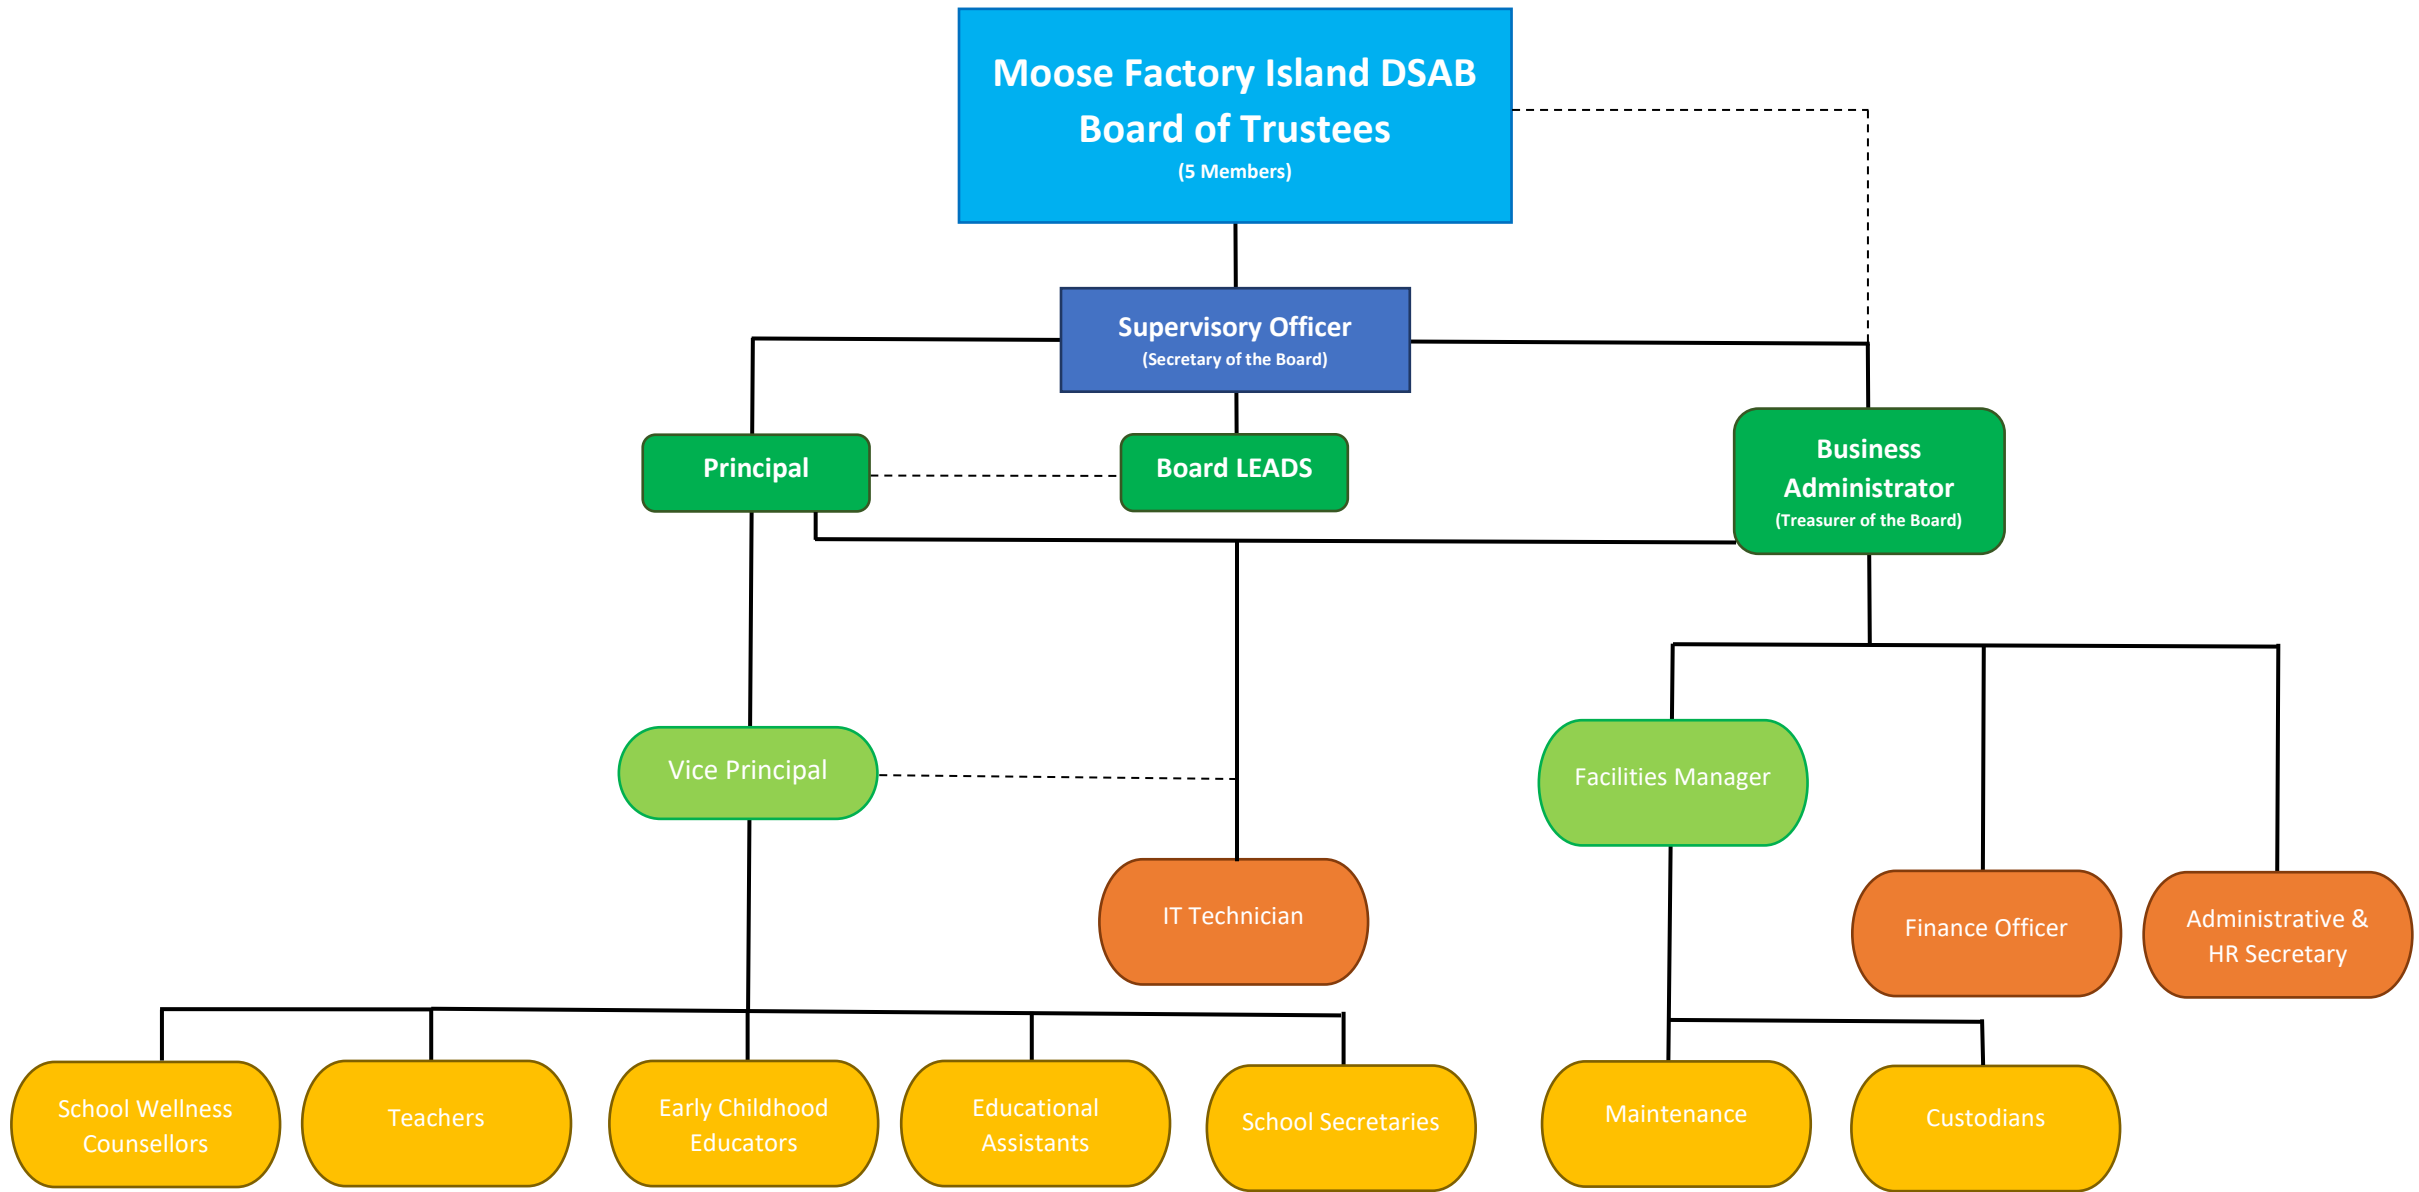 Moose Factory Island DSAB
Board of Trustees
(5 Members)
Supervisory Officer
(Secretary of the Board)
Principal
Board LEADS
Business
Administrator
(Treasurer of the Board)
Vice Principal
Facilities Manager
IT Technician
Finance Officer
Administrative &
HR Secretary
School Wellness
Counsellors
Teachers
Early Childhood
Educators
Educational
Assistants
School Secretaries
Maintenance
Custodians